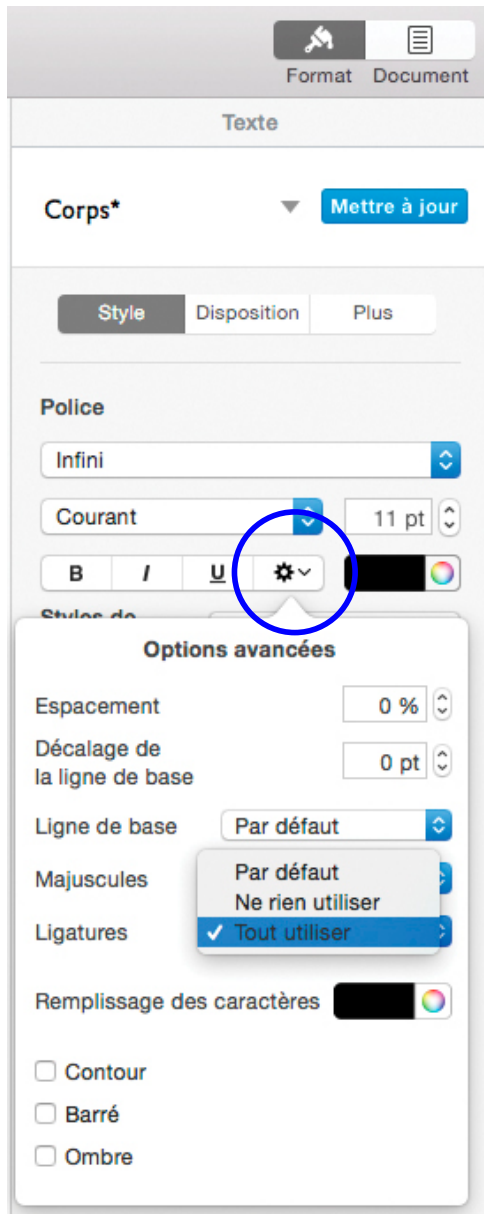 Format Document
Texte
Corps* Mettre à jour
Style Disposition Plus
Police
Infini
Courant 11 pt
B I U
Styles de
Options avancées
Espacement 0 %
Décalage de
la ligne de base 0 pt
Ligne de base Par défaut
Majuscules Par défaut
Ne rien utiliser
Ligatures ✓ Tout utiliser
Remplissage des caractères
Contour
Barré
Ombre